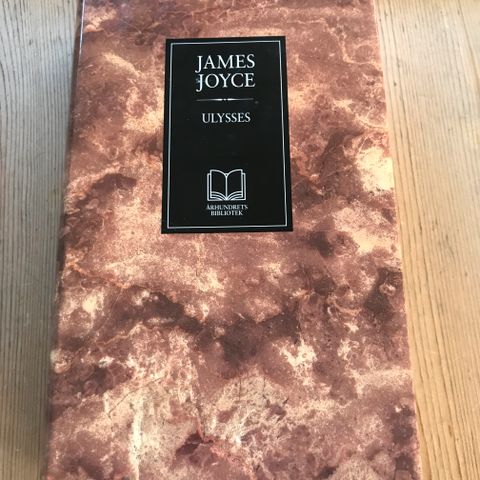 JAMES
JOYCE
ULYSSES
ÅRHUNDRETS
BIBLIOTEK